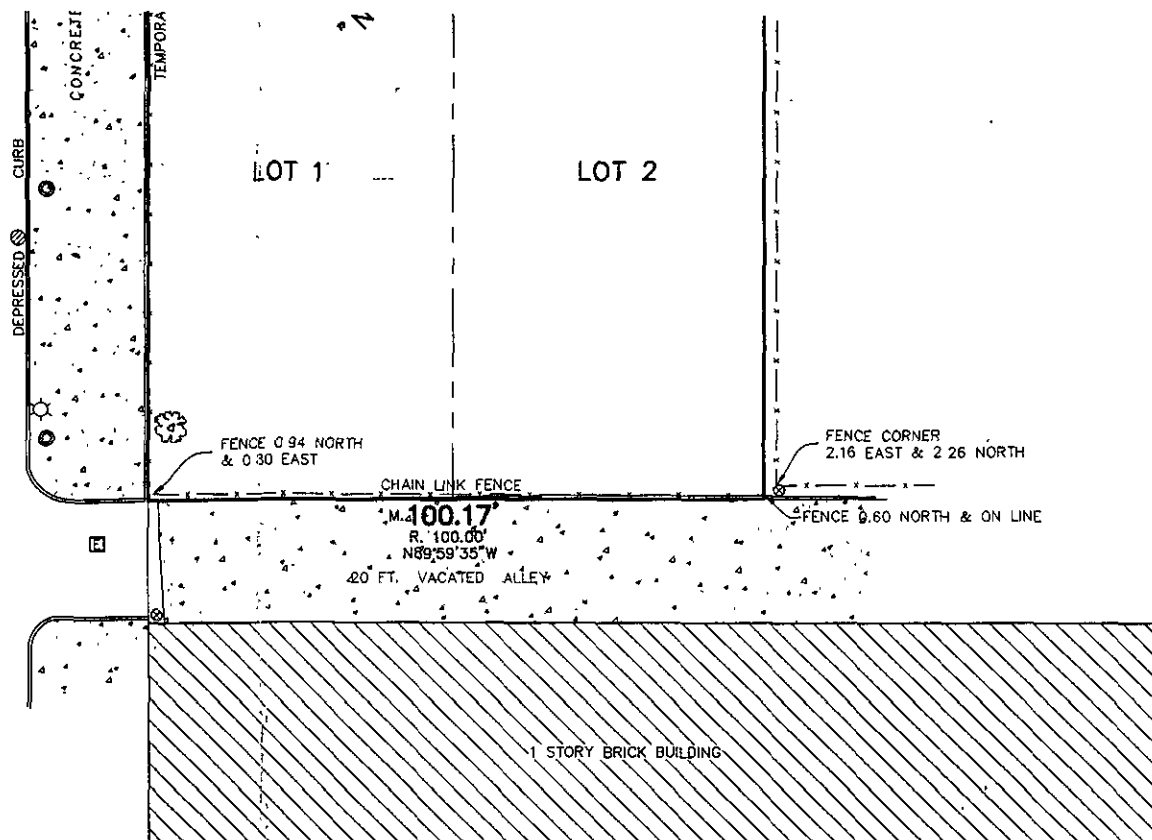 N
CONCRETE
TEMPORA
CURB
DEPRESSED
LOT 1
LOT 2
FENCE 0 94 NORTH
& 0 30 EAST
FENCE CORNER
2.16 EAST & 2 26 NORTH
CHAIN LINK FENCE
FENCE 0.60 NORTH & ON LINE
M. 100.17'
R. 100.00'
N89°59'35"W
20 FT. VACATED ALLEY
E
1 STORY BRICK BUILDING